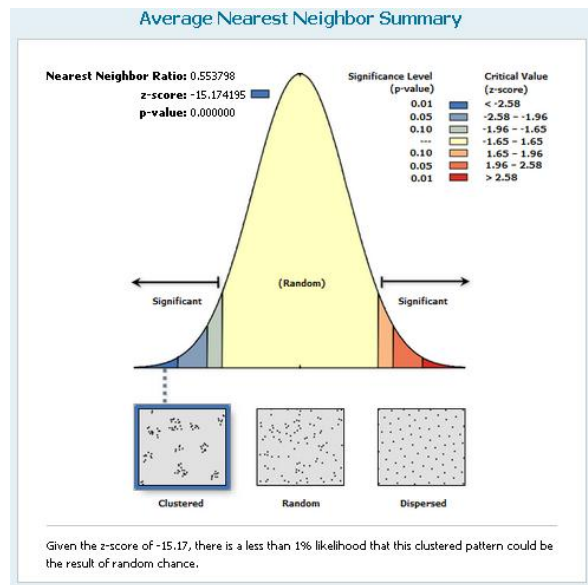 Average Nearest Neighbor Summary
Nearest Neighbor Ratio: 0.553798
z-score: -15.174195
p-value: 0.000000
Significance Level Critical Value
(p-value) (z-score)
0.01 < -2.58
0.05 -2.58 – -1.96
0.10 -1.96 – -1.65
--- -1.65 – 1.65
0.10 1.65 – 1.96
0.05 1.96 – 2.58
0.01 > 2.58
Significant (Random) Significant
Clustered Random Dispersed
Given the z-score of -15.17, there is a less than 1% likelihood that this clustered pattern could be
the result of random chance.